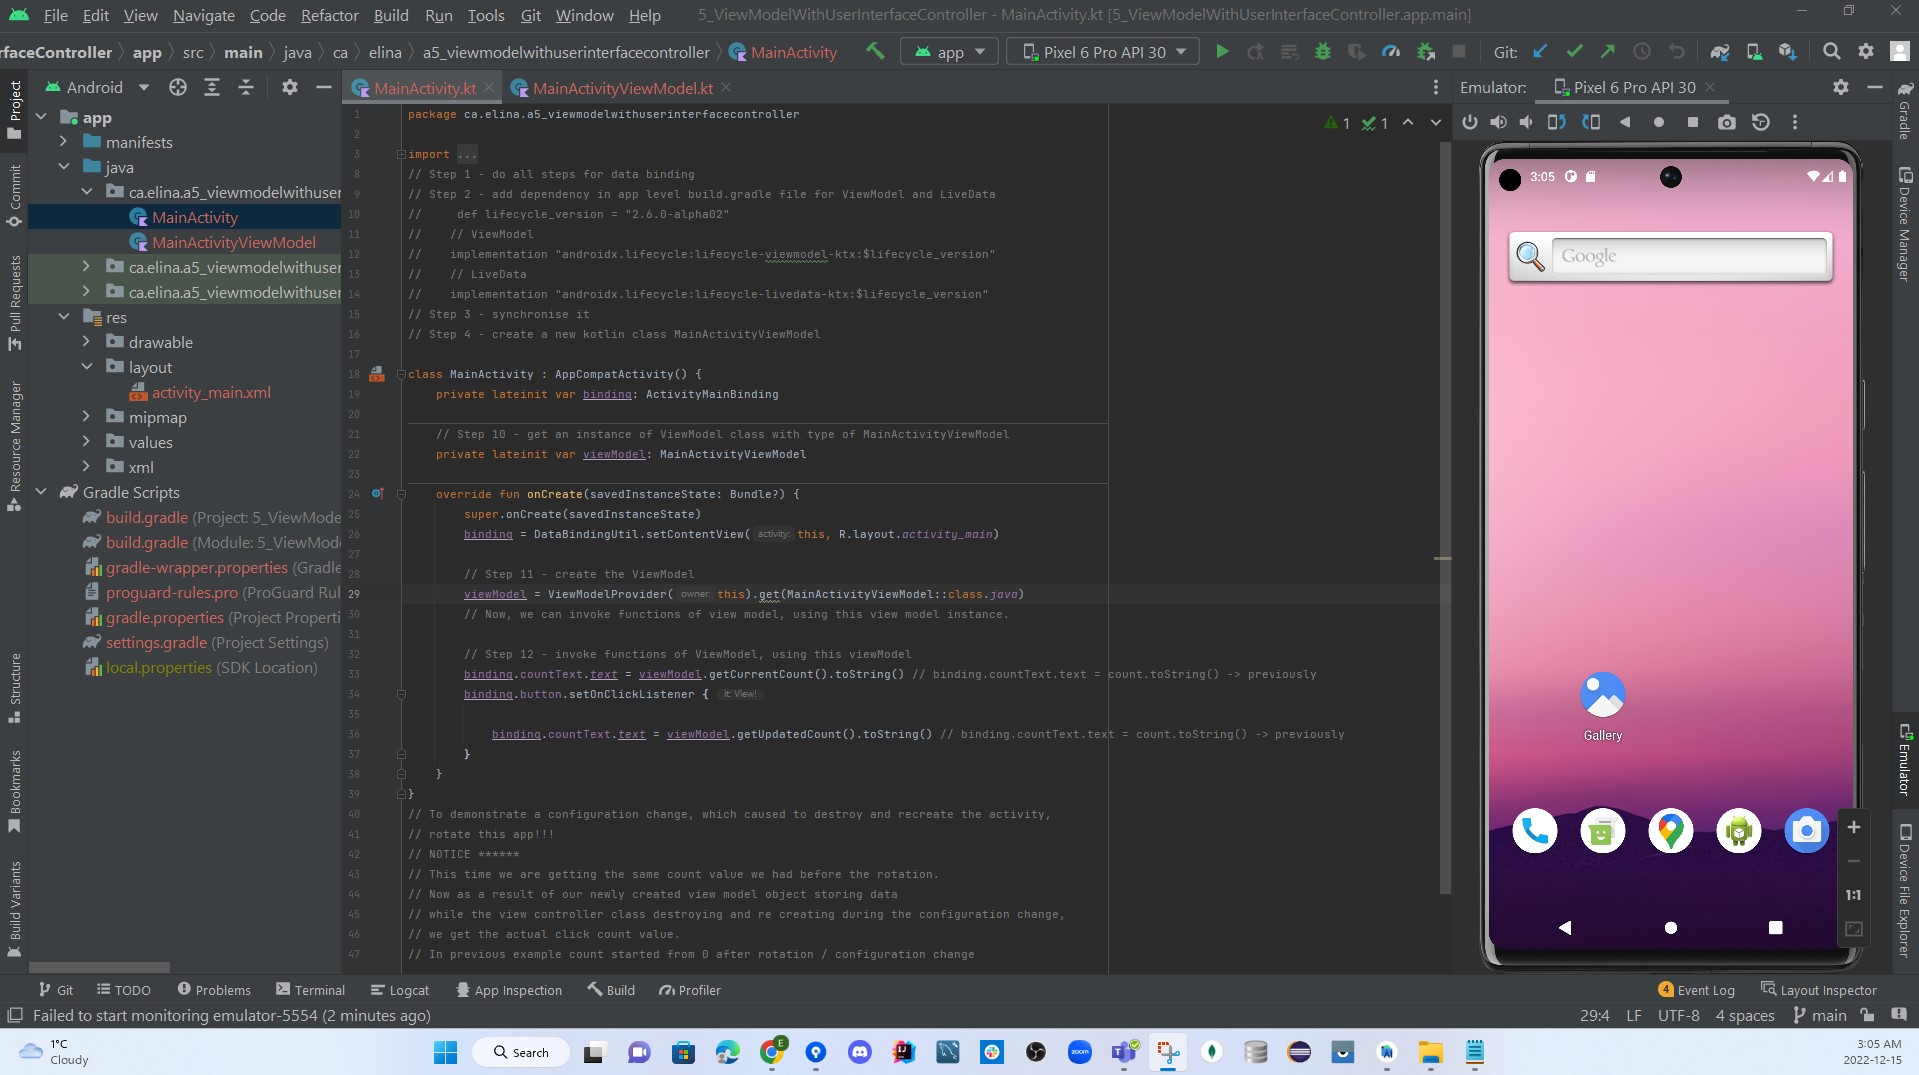 File Edit View Navigate Code Refactor Build Run Tools Git Window Help 5_ViewModelWithUserInterfaceController - MainActivity.kt [5_ViewModelWithUserInterfaceController.app.main]
rfaceController app src main java ca elina a5_viewmodelwithuserinterfacecontroller MainActivity app Pixel 6 Pro API 30 Git:
Android MainActivity.kt MainActivityViewModel.kt Emulator: Pixel 6 Pro API 30
Project
Commit
Pull Requests
Resource Manager
Structure
Bookmarks
Build Variants
app
manifests
java
ca.elina.a5_viewmodelwithuser
MainActivity
MainActivityViewModel
ca.elina.a5_viewmodelwithuser
ca.elina.a5_viewmodelwithuser
res
drawable
layout
activity_main.xml
mipmap
values
xml
Gradle Scripts
build.gradle (Project: 5_ViewMode
build.gradle (Module: 5_ViewMod
gradle-wrapper.properties (Gradle
proguard-rules.pro (ProGuard Rul
gradle.properties (Project Properti
settings.gradle (Project Settings)
local.properties (SDK Location)
1 package ca.elina.a5_viewmodelwithuserinterfacecontroller
1 1
2
3 import ...
8 // Step 1 - do all steps for data binding
9 // Step 2 - add dependency in app level build.gradle file for ViewModel and LiveData
10 // def lifecycle_version = "2.6.0-alpha02"
11 // // ViewModel
12 // implementation "androidx.lifecycle:lifecycle-viewmodel-ktx:$lifecycle_version"
13 // // LiveData
14 // implementation "androidx.lifecycle:lifecycle-livedata-ktx:$lifecycle_version"
15 // Step 3 - synchronise it
16 // Step 4 - create a new kotlin class MainActivityViewModel
17
18 class MainActivity : AppCompatActivity() {
19 private lateinit var binding: ActivityMainBinding
20
21 // Step 10 - get an instance of ViewModel class with type of MainActivityViewModel
22 private lateinit var viewModel: MainActivityViewModel
23
24 override fun onCreate(savedInstanceState: Bundle?) {
25 super.onCreate(savedInstanceState)
26 binding = DataBindingUtil.setContentView( activity: this, R.layout.activity_main)
27
28 // Step 11 - create the ViewModel
29 viewModel = ViewModelProvider( owner: this).get(MainActivityViewModel::class.java)
30 // Now, we can invoke functions of view model, using this view model instance.
31
32 // Step 12 - invoke functions of ViewModel, using this viewModel
33 binding.countText.text = viewModel.getCurrentCount().toString() // binding.countText.text = count.toString() -> previously
34 binding.button.setOnClickListener { it: View!
35
36 binding.countText.text = viewModel.getUpdatedCount().toString() // binding.countText.text = count.toString() -> previously
37 }
38 }
39 }
40 // To demonstrate a configuration change, which caused to destroy and recreate the activity,
41 // rotate this app!!!
42 // NOTICE ******
43 // This time we are getting the same count value we had before the rotation.
44 // Now as a result of our newly created view model object storing data
45 // while the view controller class destroying and re creating during the configuration change,
46 // we get the actual click count value.
47 // In previous example count started from 0 after rotation / configuration change
3:05
Google
Gallery
1:1
Gradle
Device Manager
Emulator
Device File Explorer
Git TODO Problems Terminal Logcat App Inspection Build Profiler 4 Event Log Layout Inspector
Failed to start monitoring emulator-5554 (2 minutes ago) 29:4 LF UTF-8 4 spaces main
1°C
Cloudy
Search
E
zoom
3:05 AM
2022-12-15